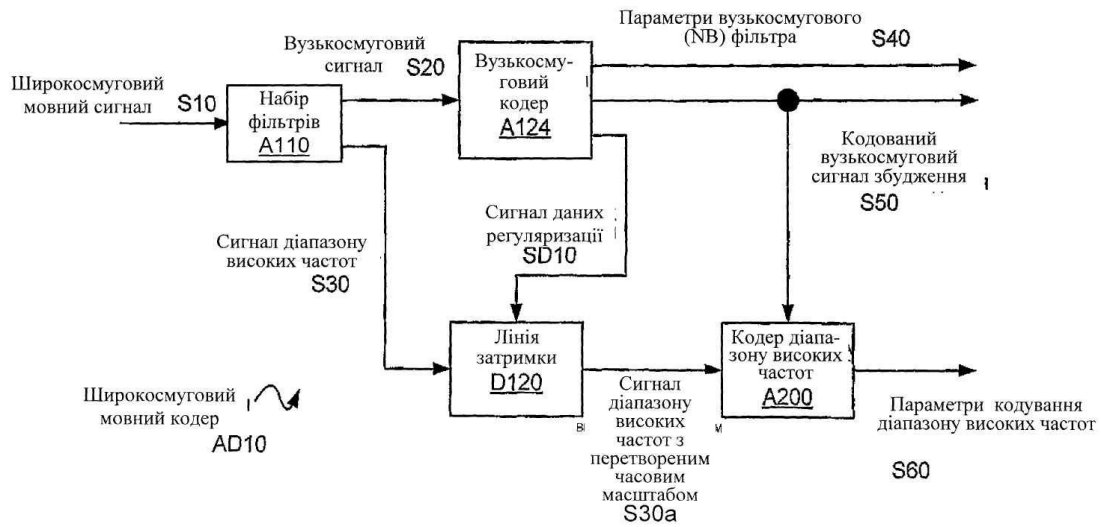 Параметри вузькосмугового
(NB) фільтра
S40
Вузькосмуговий
сигнал
S20
Вузькосму-
говий
кодер
A124
Широкосмуговий
мовний сигнал
S10
Набір
фільтрів
A110
Кодований
вузькосмуговий
сигнал збудження
S50
Сигнал даних
регуляризації
SD10
Сигнал діапазону
високих частот
S30
Лінія
затримки
D120
Кодер діапа-
зону високих
частот
A200
Широкосмуговий
мовний кодер
AD10
Сигнал
діапазону
високих
частот з
перетвореним
часовим
масштабом
S30a
Параметри кодування
діапазону високих частот
S60